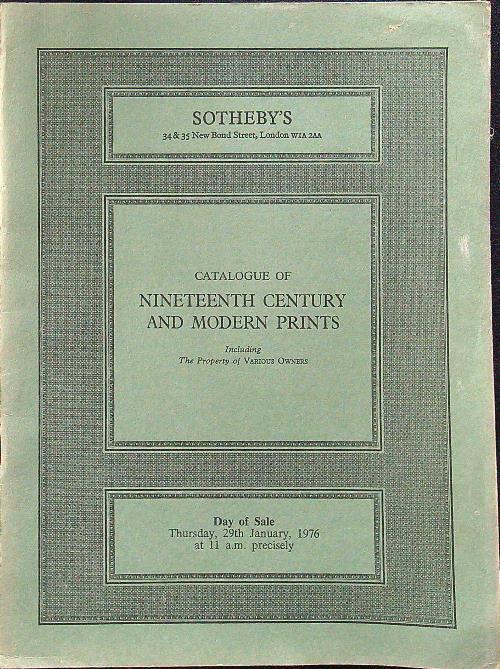 SOTHEBY'S
34 & 35 New Bond Street, London W1A 2AA
CATALOGUE OF
NINETEENTH CENTURY
AND MODERN PRINTS
Including
The Property of VARIOUS OWNERS
Day of Sale
Thursday, 29th January, 1976
at 11 a.m. precisely